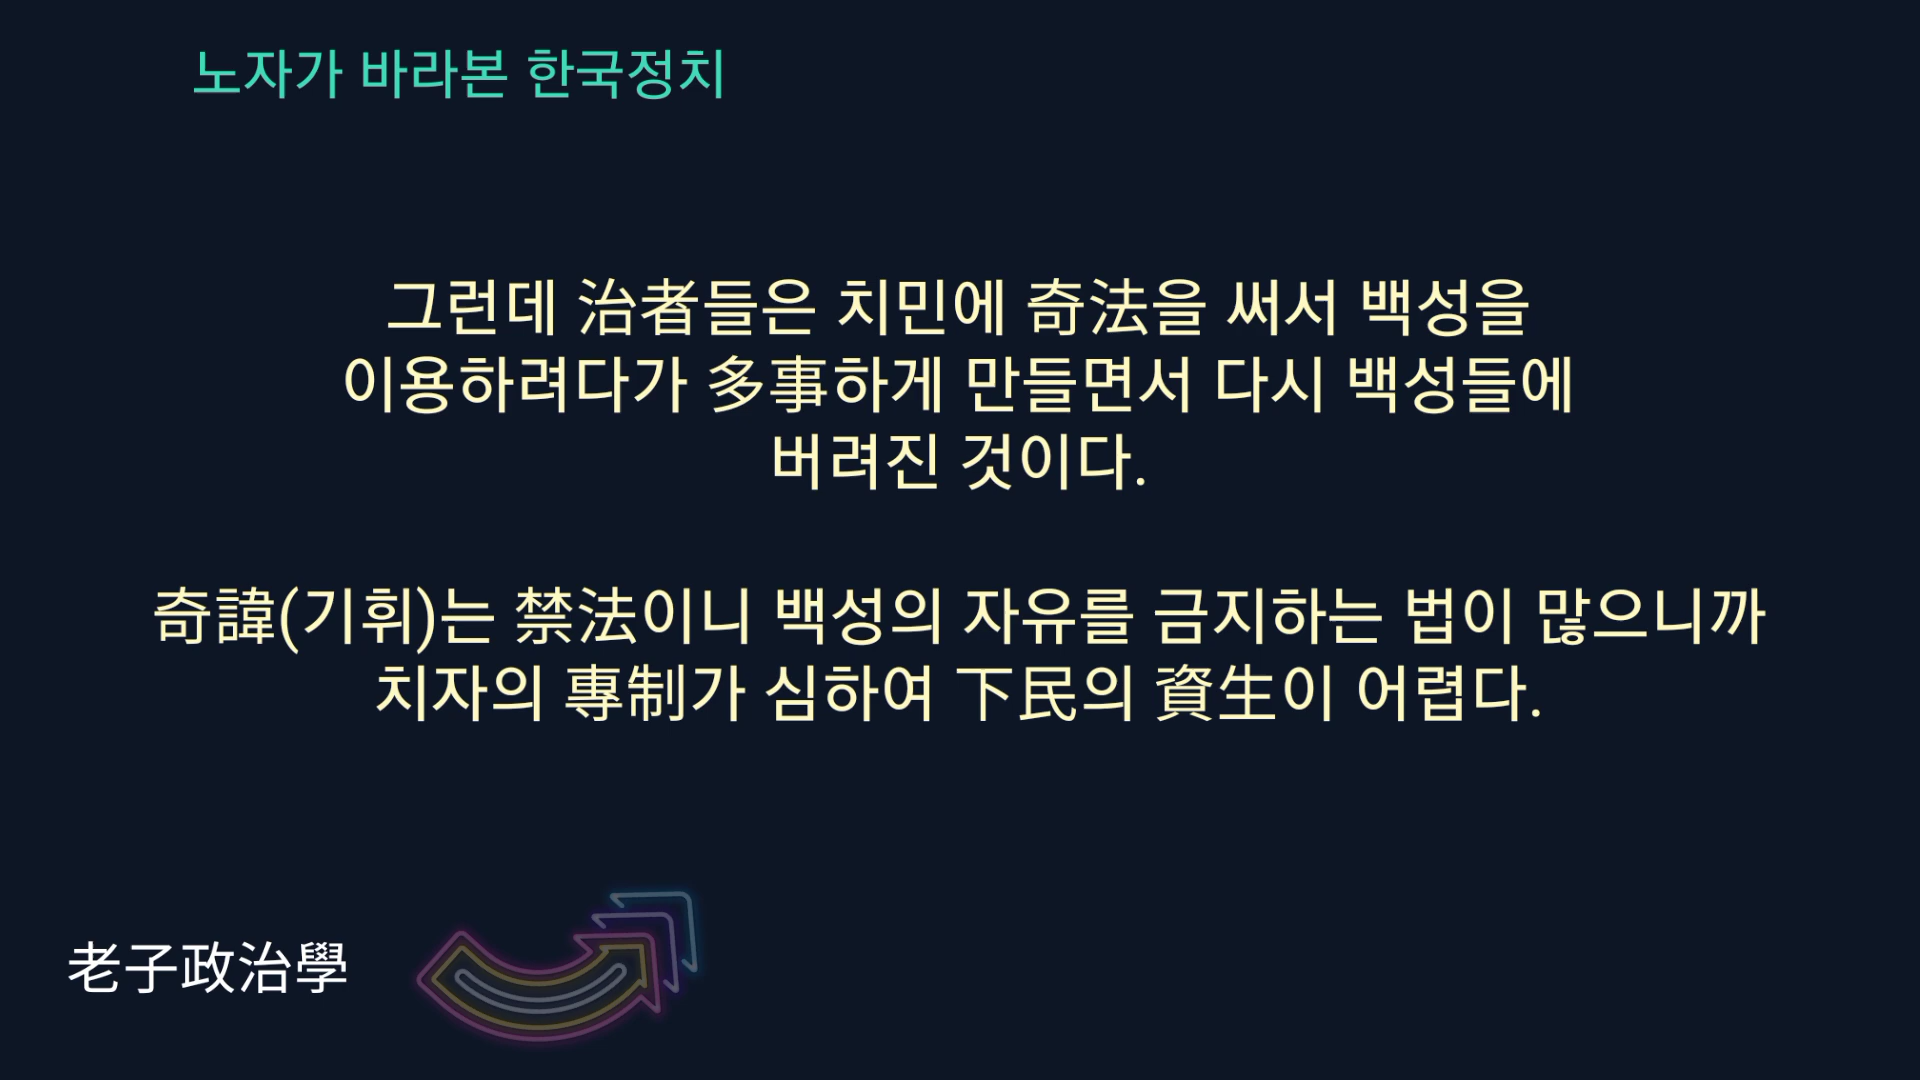 노자가 바라본 한국정치
그런데 治者들은 치민에 奇法을 써서 백성을
이용하려다가 多事하게 만들면서 다시 백성들에
버려진 것이다.
奇諱(기휘)는 禁法이니 백성의 자유를 금지하는 법이 많으니까
치자의 專制가 심하여 下民의 資生이 어렵다.
老子政治學